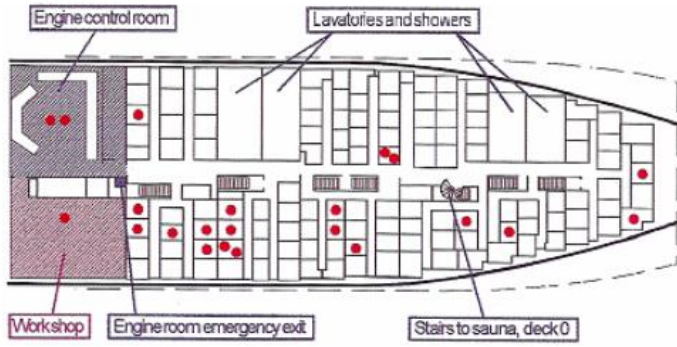 Engine control room
Lavatories and showers
Workshop
Engine room emergency exit
Stairs to sauna, deck 0